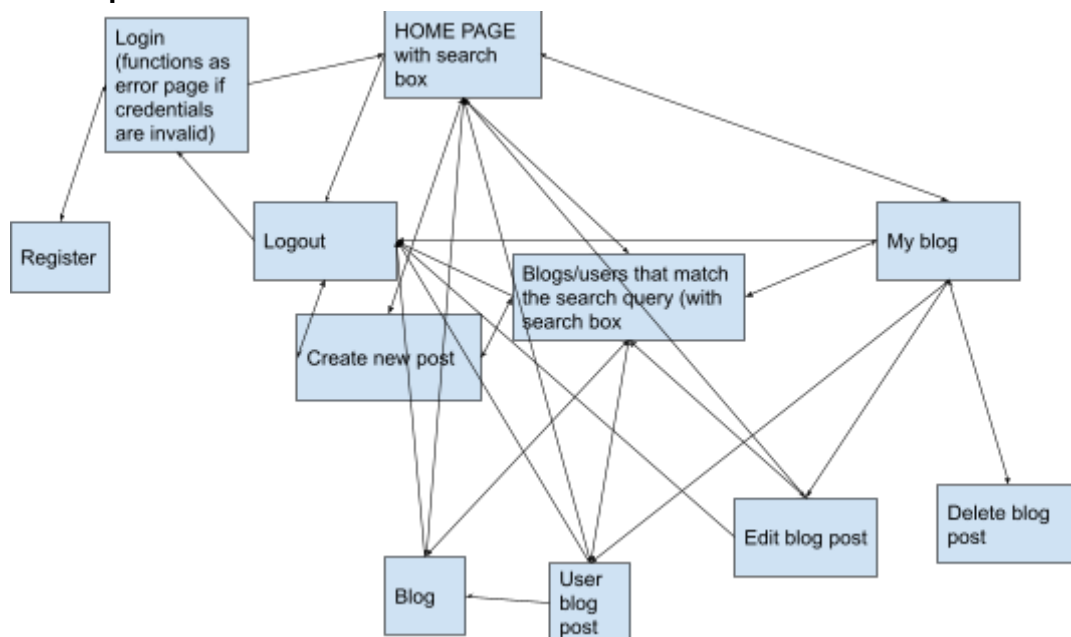 Login
(functions as
error page if
credentials
are invalid)
HOME PAGE
with search
box
Register
Logout
My blog
Blogs/users that match
the search query (with
search box
Create new post
Edit blog post
Delete blog
post
Blog
User
blog
post